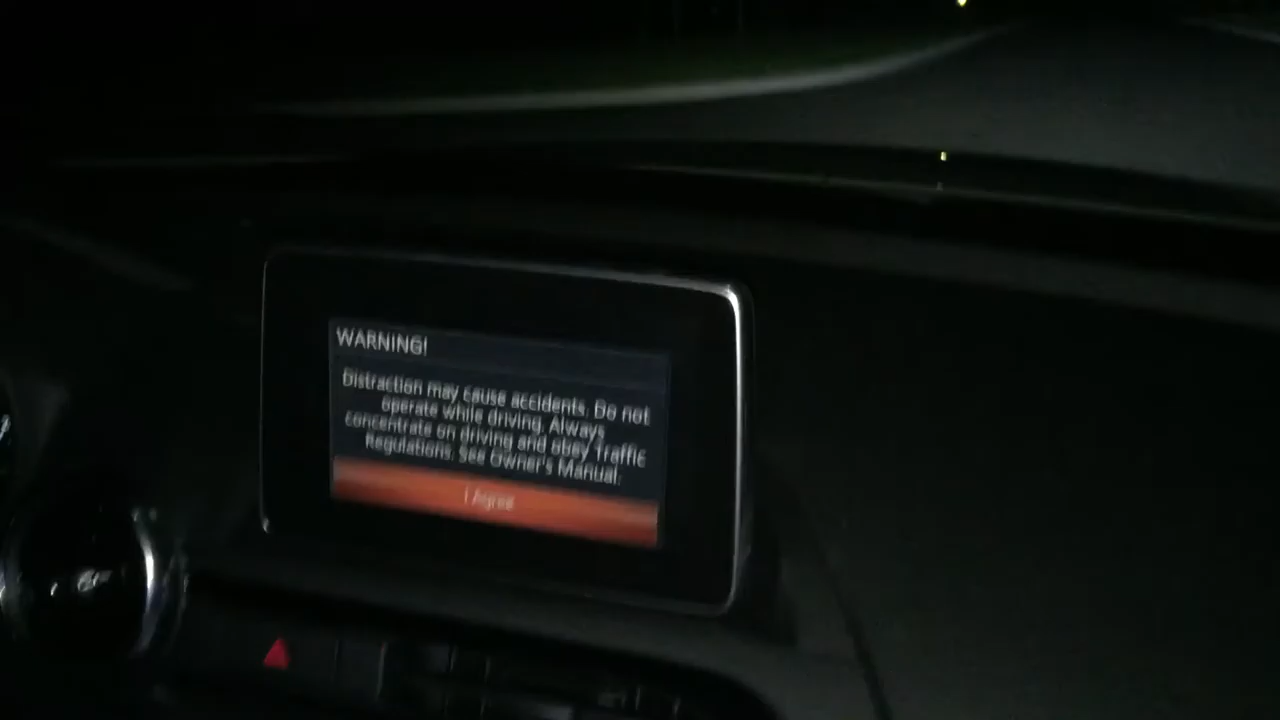 WARNING!
Distraction may cause accidents. Do not
operate while driving. Always
concentrate on driving and obey Traffic
Regulations. See Owner's Manual.
I Agree